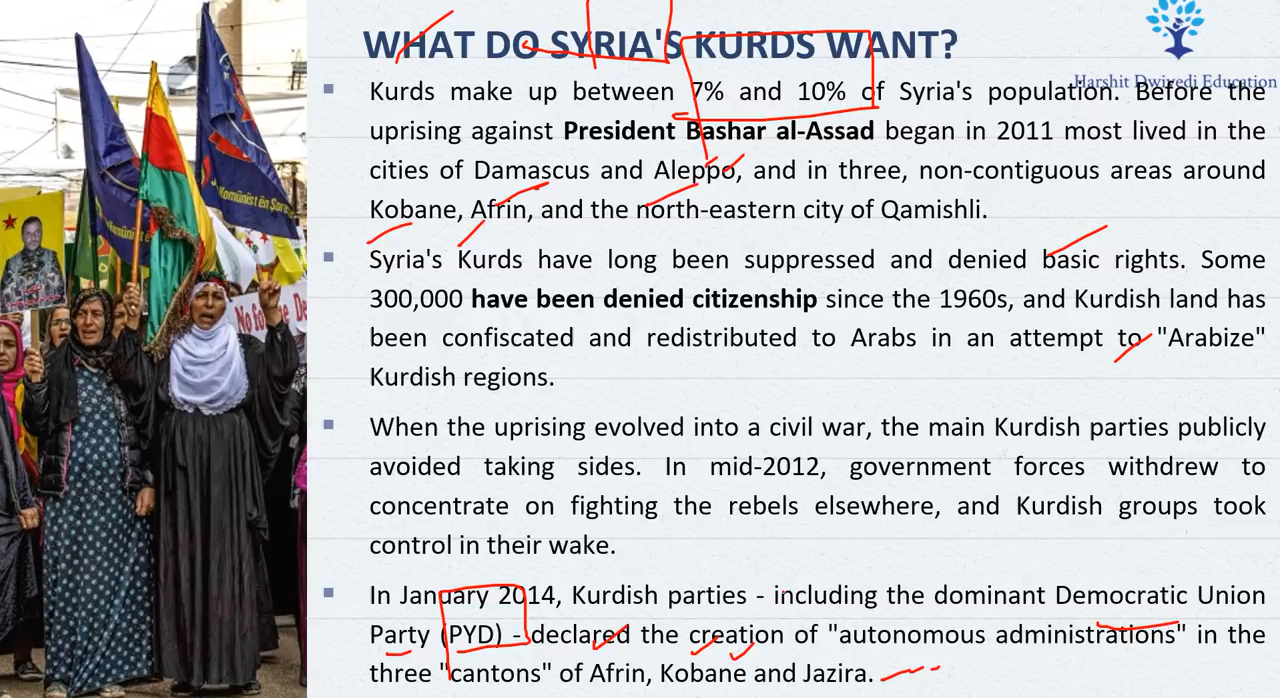 WHAT DO SYRIA'S KURDS WANT?
Harshit Dwivedi Education
Kurds make up between 7% and 10% of Syria's population. Before the
uprising against President Bashar al-Assad began in 2011 most lived in the
cities of Damascus and Aleppo, and in three, non-contiguous areas around
Kobane, Afrin, and the north-eastern city of Qamishli.
Syria's Kurds have long been suppressed and denied basic rights. Some
300,000 have been denied citizenship since the 1960s, and Kurdish land has
been confiscated and redistributed to Arabs in an attempt to "Arabize"
Kurdish regions.
When the uprising evolved into a civil war, the main Kurdish parties publicly
avoided taking sides. In mid-2012, government forces withdrew to
concentrate on fighting the rebels elsewhere, and Kurdish groups took
control in their wake.
In January 2014, Kurdish parties - including the dominant Democratic Union
Party (PYD) - declared the creation of "autonomous administrations" in the
three "cantons" of Afrin, Kobane and Jazira.
Komunîst ên
No fo
De